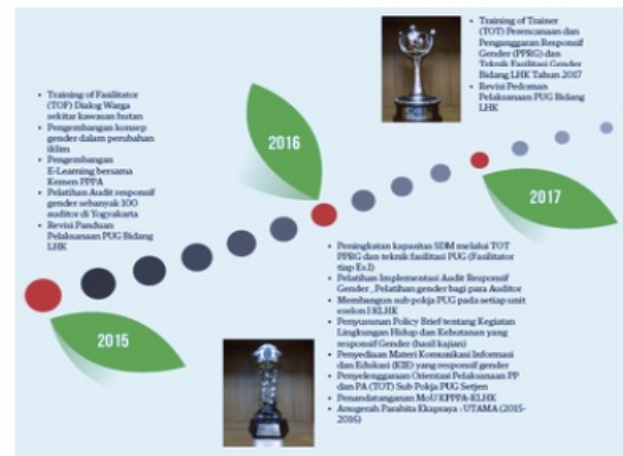 • Training of Fasilitator
(TOF) Dialog Warga
sekitar kawasan hutan
• Pengembangan konsep
gender dalam perubahan
iklim
• Pengembangan
E-Learning bersama
Kemen PPPA
• Pelatihan Audit responsif
gender sebanyak 100
auditor di Yogyakarta
• Revisi Panduan
Pelaksanaan PUG Bidang
LHK
2015
2016
• Peningkatan kapasitas SDM melalui TOT
PPRG dan teknik fasilitasi PUG (Fasilitator
tiap Es.I)
• Pelatihan Implementasi Audit Responsif
Gender , Pelatihan gender bagi para Auditor
• Membangun sub pokja PUG pada setiap unit
eselon I KLHK
• Penyusunan Policy Brief tentang Kegiatan
Lingkungan Hidup dan Kehutanan yang
responsif Gender (hasil kajian)
• Penyediaan Materi Komunikasi Informasi
dan Edukasi (KIE) yang responsif gender
• Penyelenggaraan Orientasi Pelaksanaan PP
dan PA (TOT) Sub Pokja PUG Setjen
• Penandatanganan MoU KPPPA-KLHK
• Anugerah Parahita Ekapraya : UTAMA (2015-
2016)
• Training of Trainer
(TOT) Perencanaan dan
Penganggaran Responsif
Gender (PPRG) dan
Teknik Fasilitasi Gender
Bidang LHK Tahun 2017
• Revisi Pedoman
Pelaksanaan PUG Bidang
LHK
2017